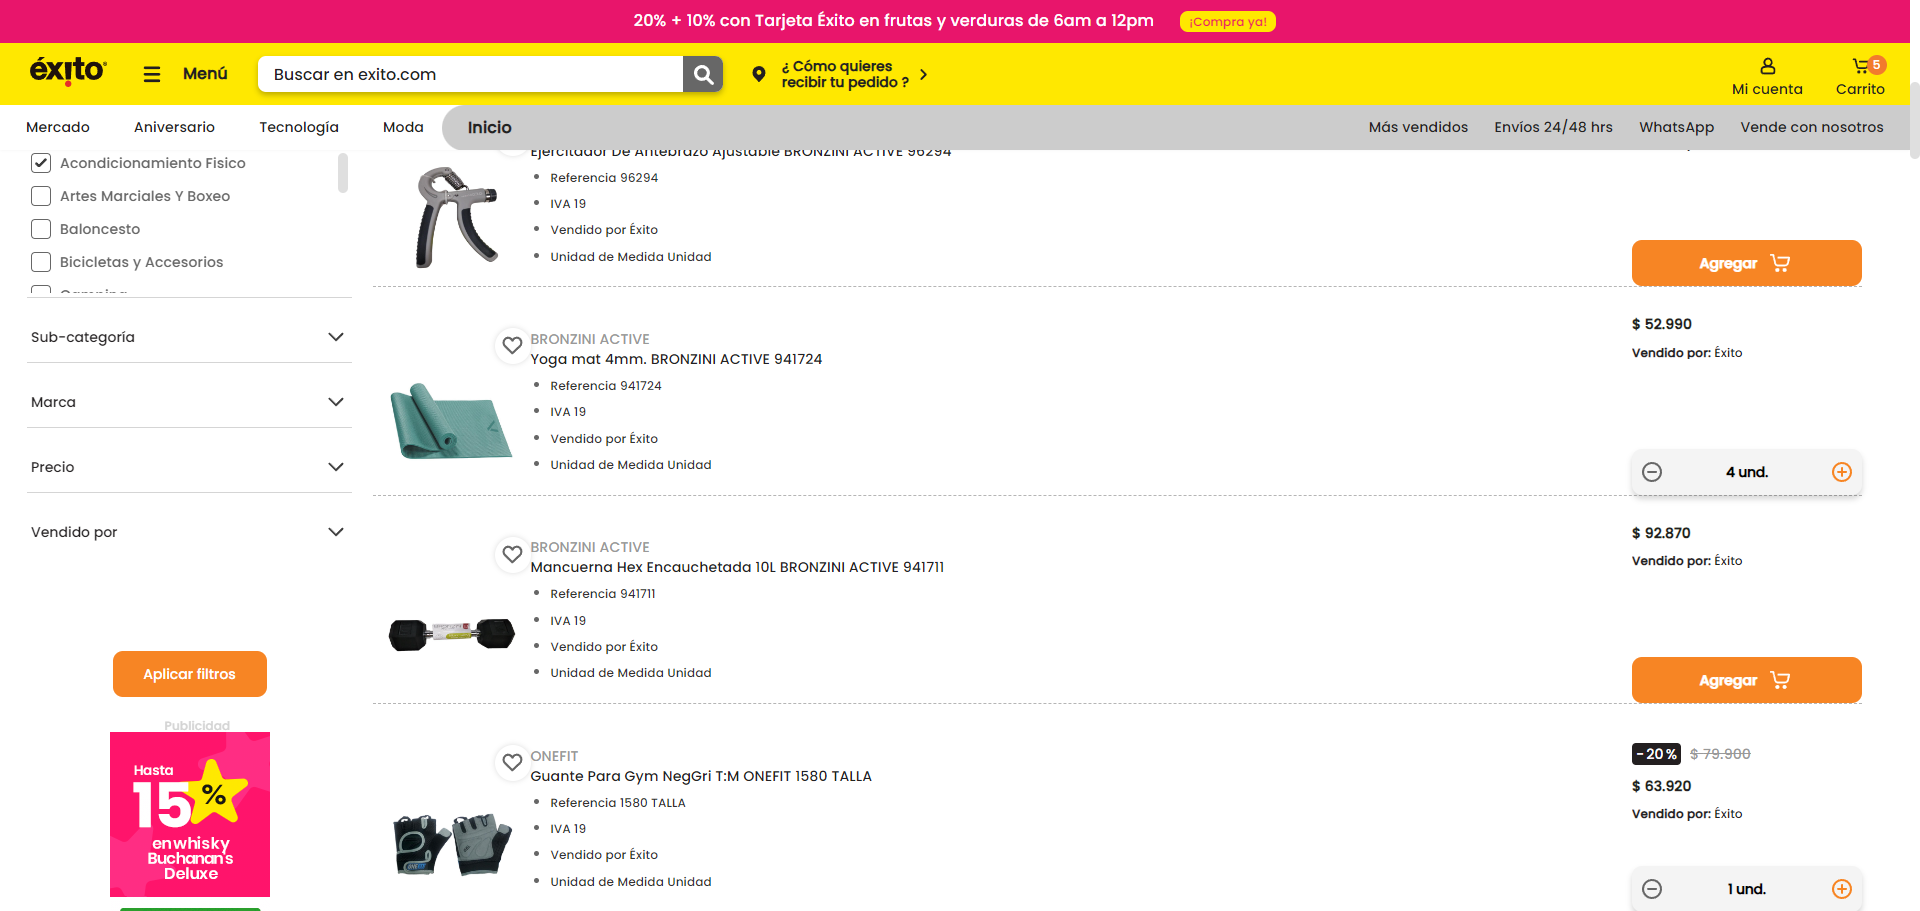 20% + 10% con Tarjeta Éxito en frutas y verduras de 6am a 12pm
¡Compra ya!
éxito
Menú
Buscar en exito.com
¿ Cómo quieres
recibir tu pedido ?
Mi cuenta
5
Carrito
Mercado
Aniversario
Tecnología
Moda
Inicio
Más vendidos
Envíos 24/48 hrs
WhatsApp
Vende con nosotros
Acondicionamiento Fisico
Artes Marciales Y Boxeo
Baloncesto
Bicicletas y Accesorios
Camping
Sub-categoría
Marca
Precio
Vendido por
Aplicar filtros
Publicidad
Hasta
15%
en whisky
Buchanan's
Deluxe
Ejercitador De Antebrazo Ajustable BRONZINI ACTIVE 96294
Referencia 96294
IVA 19
Vendido por Éxito
Unidad de Medida Unidad
Agregar
BRONZINI ACTIVE
Yoga mat 4mm. BRONZINI ACTIVE 941724
Referencia 941724
IVA 19
Vendido por Éxito
Unidad de Medida Unidad
$ 52.990
Vendido por: Éxito
4 und.
BRONZINI ACTIVE
Mancuerna Hex Encauchetada 10L BRONZINI ACTIVE 941711
Referencia 941711
IVA 19
Vendido por Éxito
Unidad de Medida Unidad
$ 92.870
Vendido por: Éxito
Agregar
ONEFIT
Guante Para Gym NegGri T:M ONEFIT 1580 TALLA
Referencia 1580 TALLA
IVA 19
Vendido por Éxito
Unidad de Medida Unidad
-20% $ 79.900
$ 63.920
Vendido por: Éxito
1 und.